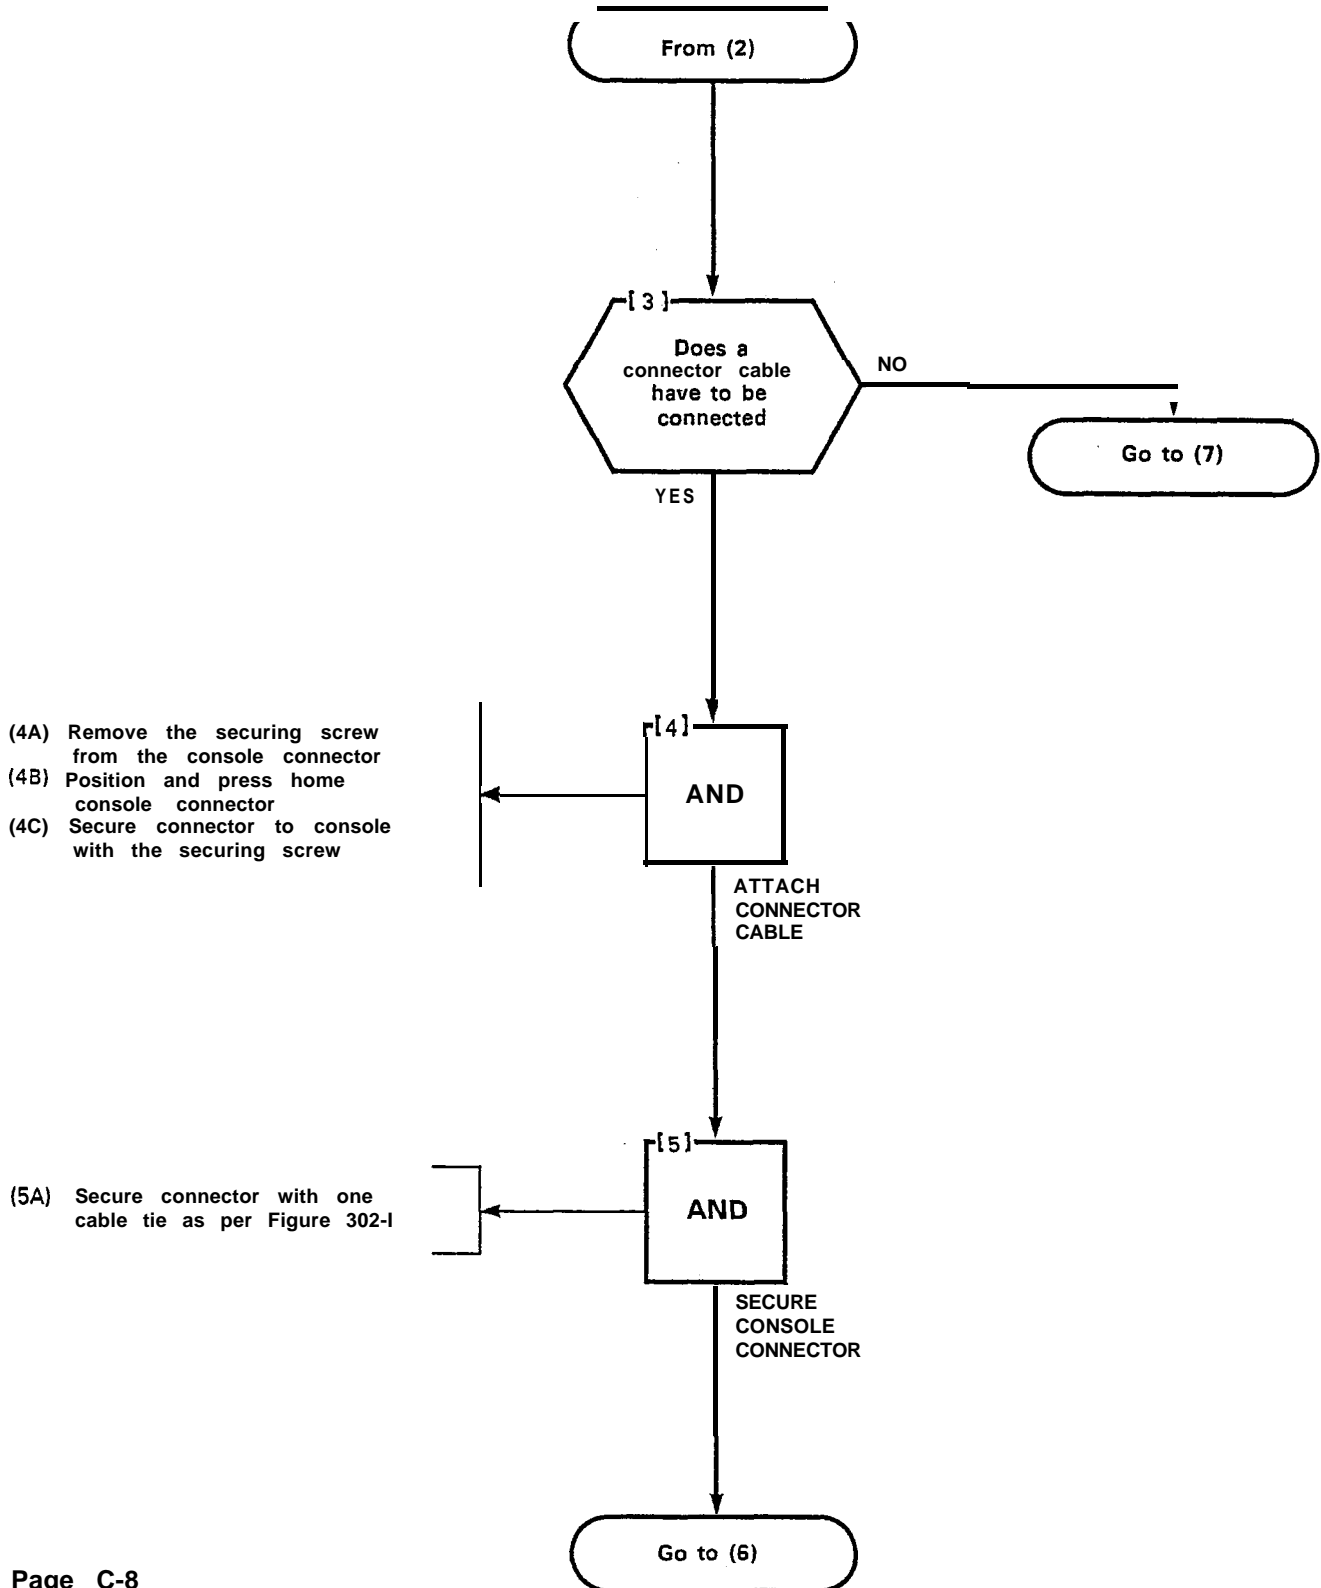 From (2)
[3]
Does a
connector cable
have to be
connected
NO
Go to (7)
YES
(4A) Remove the securing screw
from the console connector
(4B) Position and press home
console connector
(4C) Secure connector to console
with the securing screw
[4]
AND
ATTACH
CONNECTOR
CABLE
(5A) Secure connector with one
cable tie as per Figure 302-I
[5]
AND
SECURE
CONSOLE
CONNECTOR
Go to (6)
Page C-8